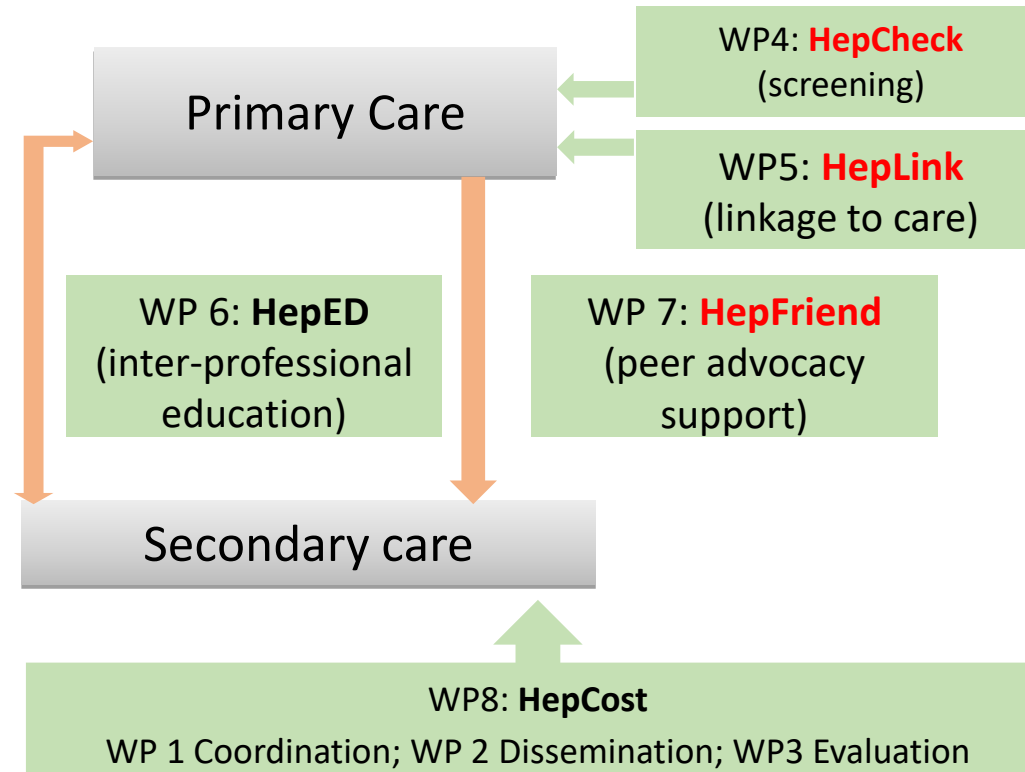 WP4: HepCheck
(screening)
Primary Care
WP5: HepLink
(linkage to care)
WP 6: HepED
(inter-professional
education)
WP 7: HepFriend
(peer advocacy
support)
Secondary care
WP8: HepCost
WP 1 Coordination; WP 2 Dissemination; WP3 Evaluation